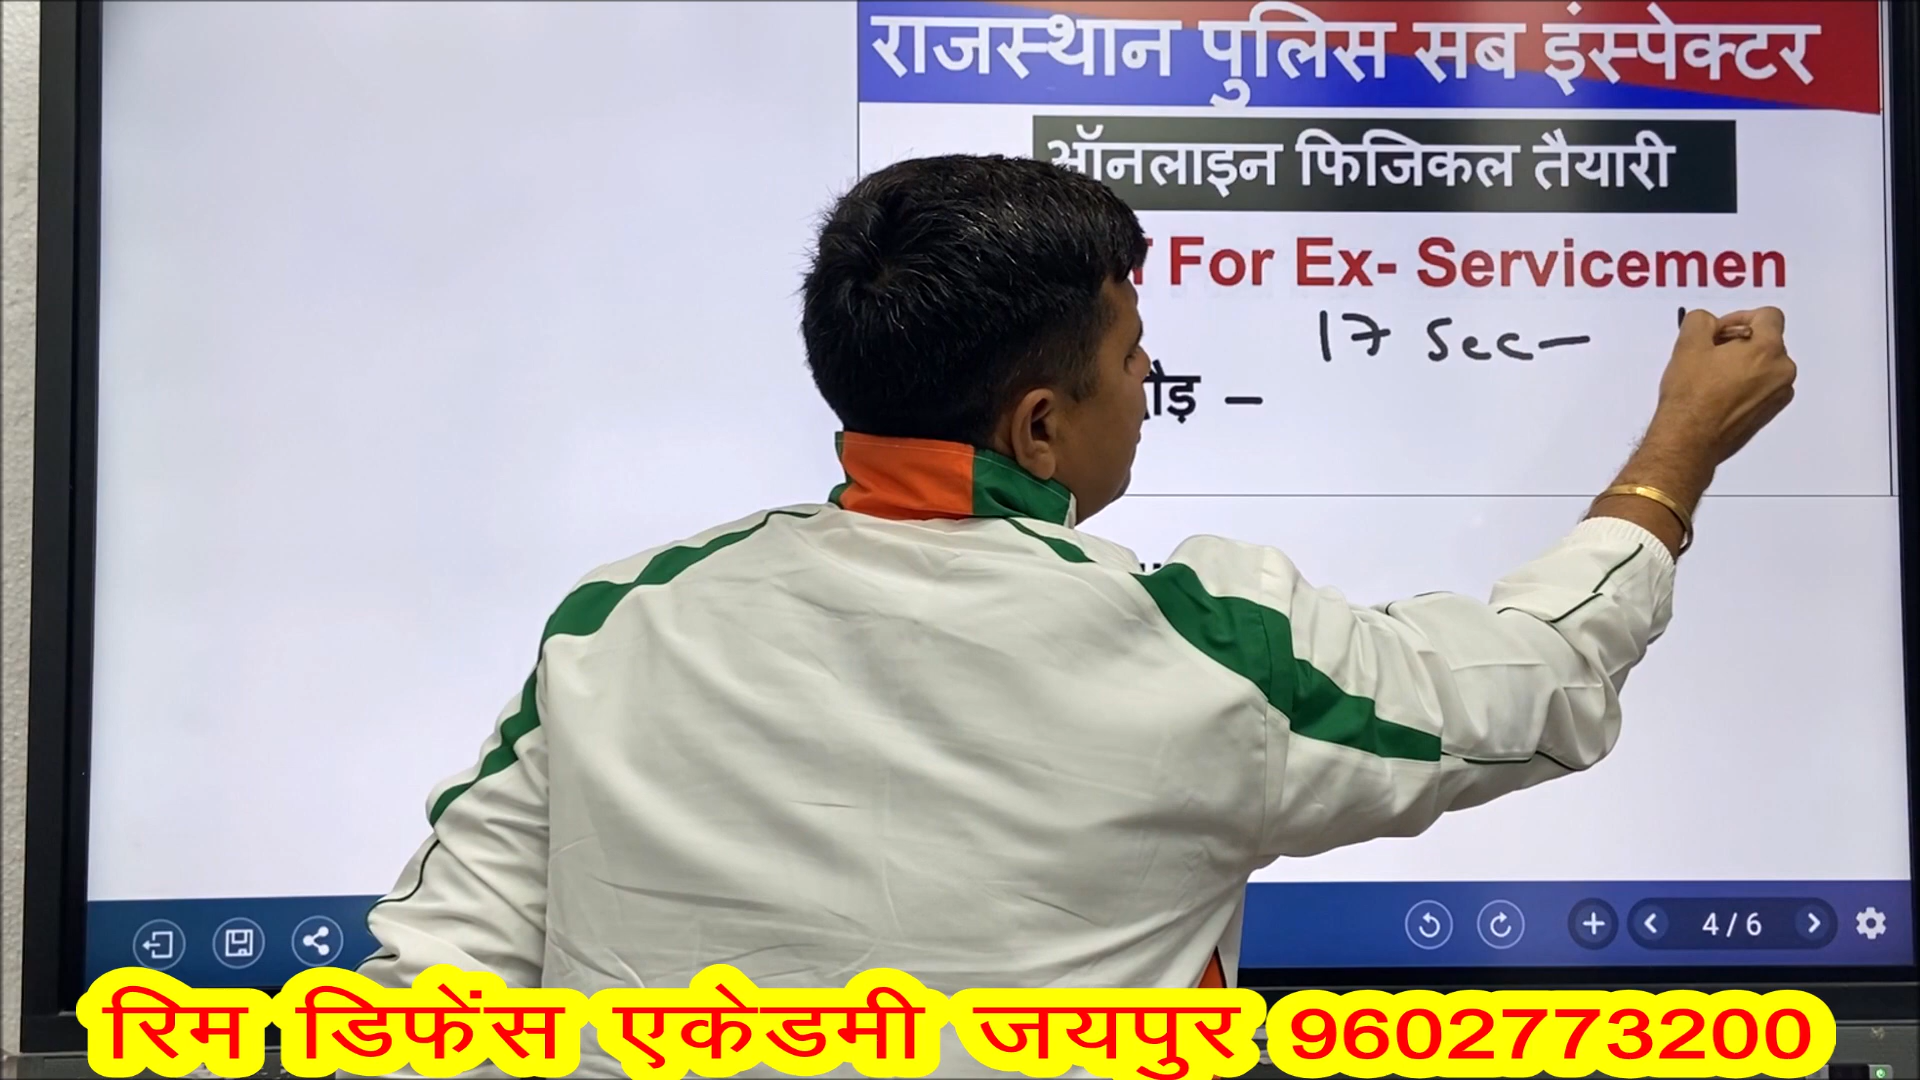 राजस्थान पुलिस सब इंस्पेक्टर
ऑनलाइन फिजिकल तैयारी
For Ex- Servicemen
17 Sec –
दौड़ –
4 / 6
रिम डिफेंस एकेडमी जयपुर 9602773200